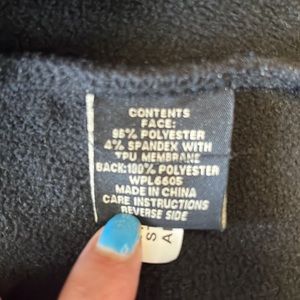 CONTENTS
FACE:
96% POLYESTER
4% SPANDEX WITH
TPU MEMBRANE
BACK:100% POLYESTER
WPL6605
MADE IN CHINA
CARE INSTRUCTIONS
REVERSE SIDE